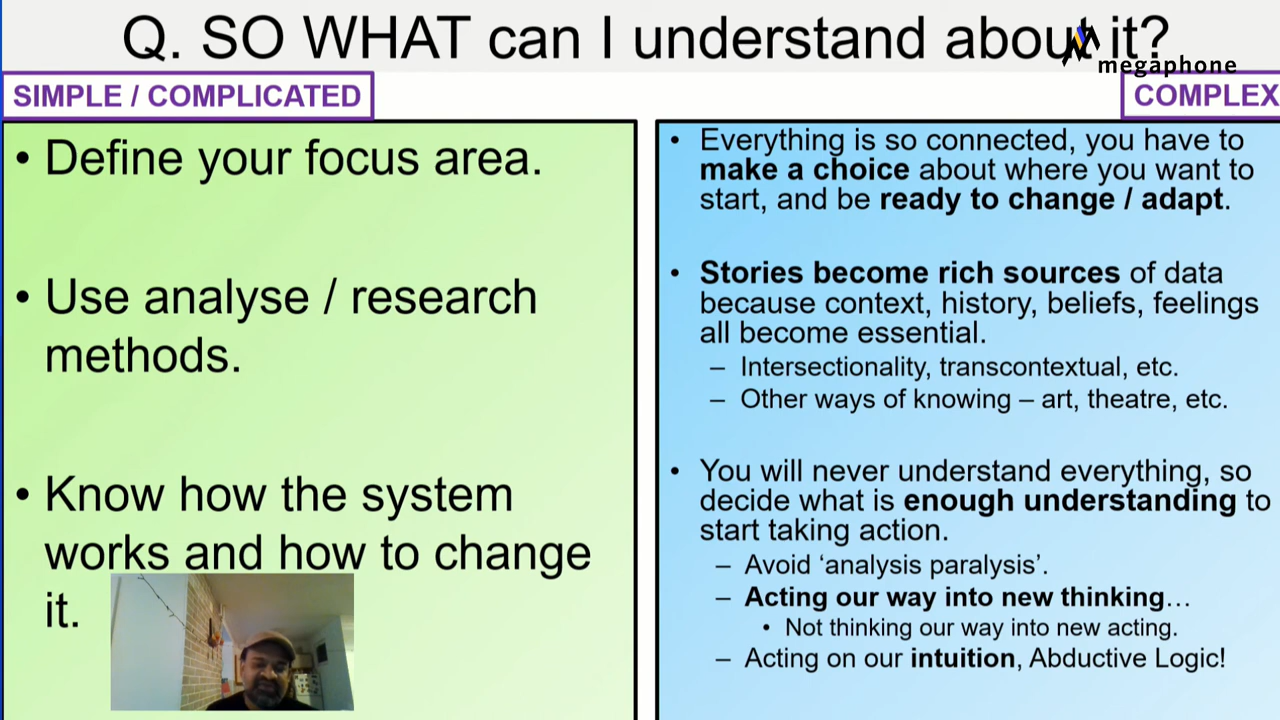 Q. SO WHAT can I understand about it?
megaphone
SIMPLE / COMPLICATED
• Define your focus area.
• Use analyse / research
methods.
• Know how the system
works and how to change
it.
COMPLEX
• Everything is so connected, you have to
make a choice about where you want to
start, and be ready to change / adapt.
• Stories become rich sources of data
because context, history, beliefs, feelings
all become essential.
– Intersectionality, transcontextual, etc.
– Other ways of knowing – art, theatre, etc.
• You will never understand everything, so
decide what is enough understanding to
start taking action.
– Avoid ‘analysis paralysis’.
– Acting our way into new thinking…
• Not thinking our way into new acting.
– Acting on our intuition, Abductive Logic!